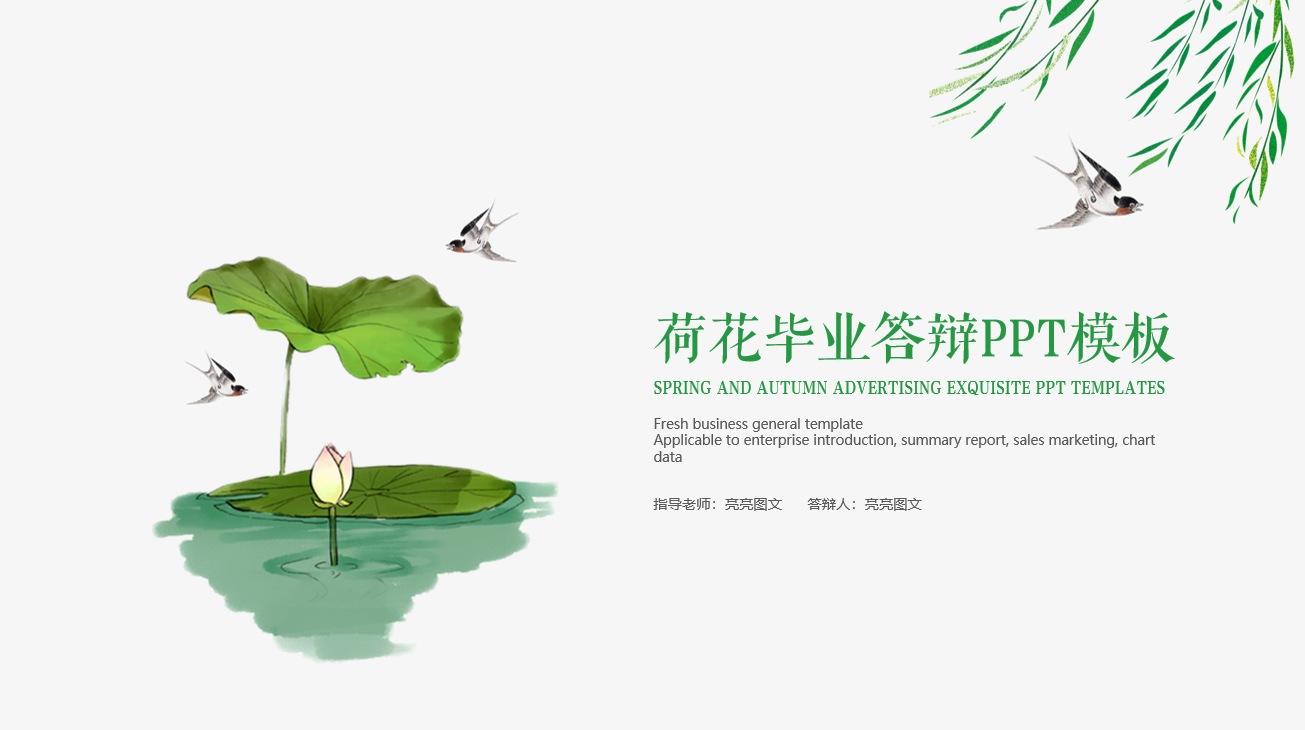 荷花毕业答辩PPT模板
SPRING AND AUTUMN ADVERTISING EXQUISITE PPT TEMPLATES
Fresh business general template
Applicable to enterprise introduction, summary report, sales marketing, chart
data
指导老师：亮亮图文 答辩人：亮亮图文